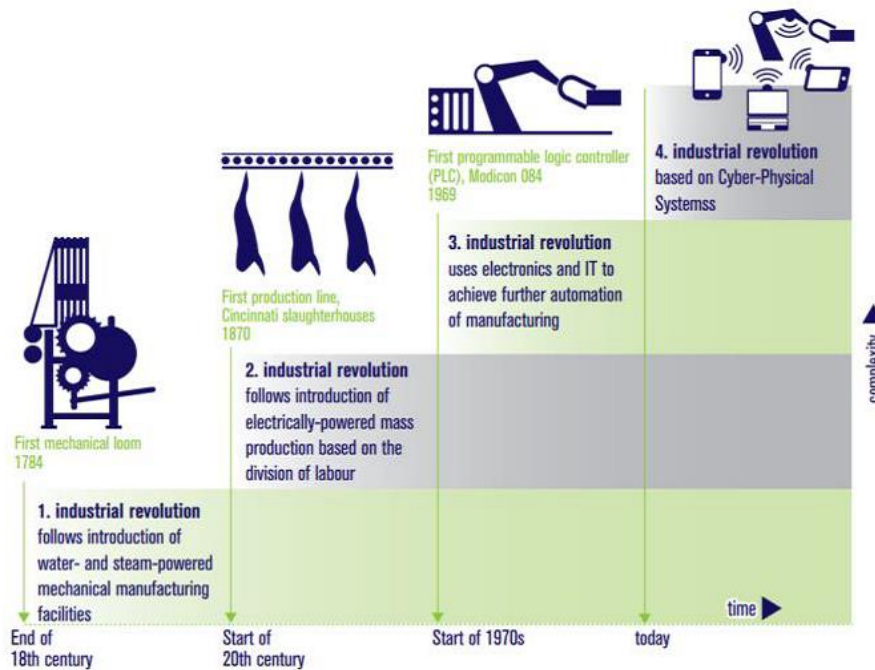 First mechanical loom
1784
1. industrial revolution
follows introduction of
water- and steam-powered
mechanical manufacturing
facilities
End of
18th century
First production line,
Cincinnati slaughterhouses
1870
2. industrial revolution
follows introduction of
electrically-powered mass
production based on the
division of labour
Start of
20th century
First programmable logic controller
(PLC), Modicon 084
1969
3. industrial revolution
uses electronics and IT to
achieve further automation
of manufacturing
Start of 1970s
4. industrial revolution
based on Cyber-Physical
Systemss
today
time
complexity